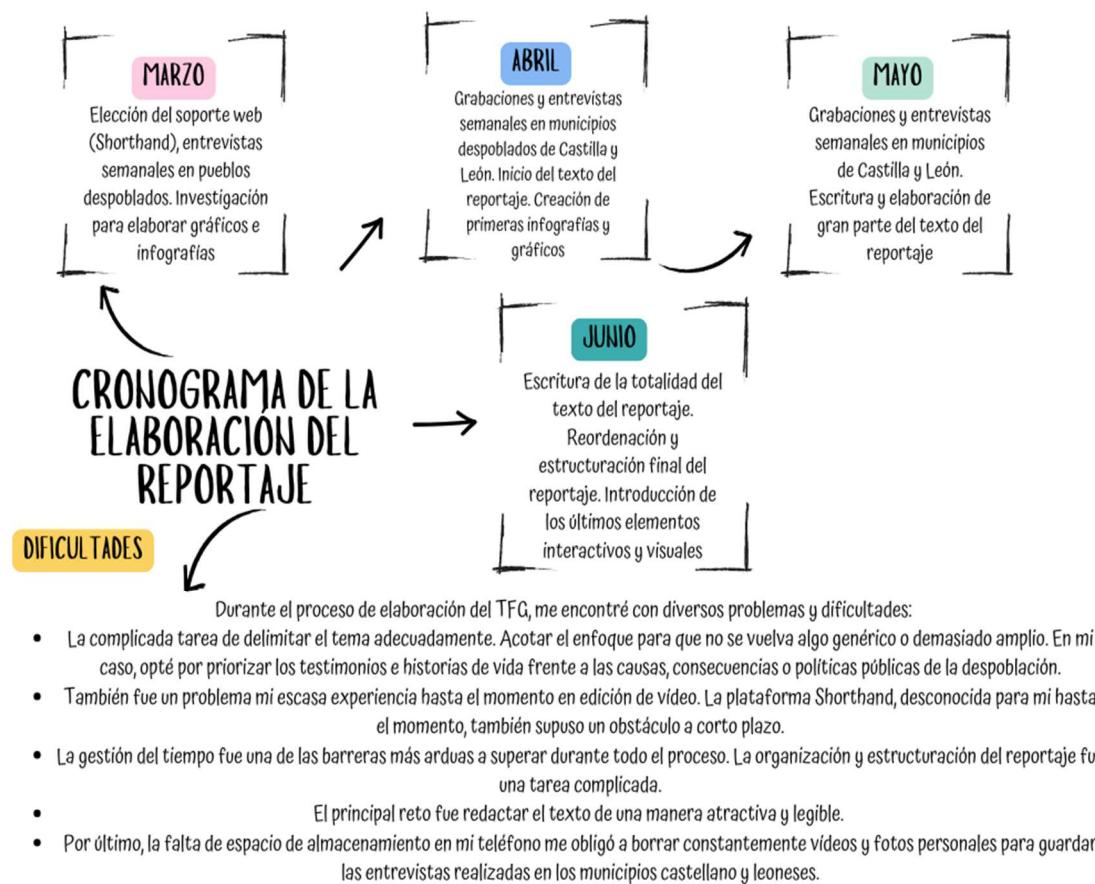 MARZO
Elección del soporte web
(Shorthand), entrevistas
semanales en pueblos
despoblados. Investigación
para elaborar gráficos e
infografías
ABRIL
Grabaciones y entrevistas
semanales en municipios
despoblados de Castilla y
León. Inicio del texto del
reportaje. Creación de
primeras infografías y
gráficos
MAYO
Grabaciones y entrevistas
semanales en municipios
de Castilla y León.
Escritura y elaboración de
gran parte del texto del
reportaje
CRONOGRAMA DE LA
ELABORACIÓN DEL
REPORTAJE
JUNIO
Escritura de la totalidad del
texto del reportaje.
Reordenación y
estructuración final del
reportaje. Introducción de
los últimos elementos
interactivos y visuales
DIFICULTADES
Durante el proceso de elaboración del TFG, me encontré con diversos problemas y dificultades:
• La complicada tarea de delimitar el tema adecuadamente. Acotar el enfoque para que no se vuelva algo genérico o demasiado amplio. En mi
caso, opté por priorizar los testimonios e historias de vida frente a las causas, consecuencias o políticas públicas de la despoblación.
• También fue un problema mi escasa experiencia hasta el momento en edición de vídeo. La plataforma Shorthand, desconocida para mi hasta
el momento, también supuso un obstáculo a corto plazo.
• La gestión del tiempo fue una de las barreras más arduas a superar durante todo el proceso. La organización y estructuración del reportaje fu
una tarea complicada.
• El principal reto fue redactar el texto de una manera atractiva y legible.
• Por último, la falta de espacio de almacenamiento en mi teléfono me obligó a borrar constantemente vídeos y fotos personales para guardar
las entrevistas realizadas en los municipios castellano y leoneses.